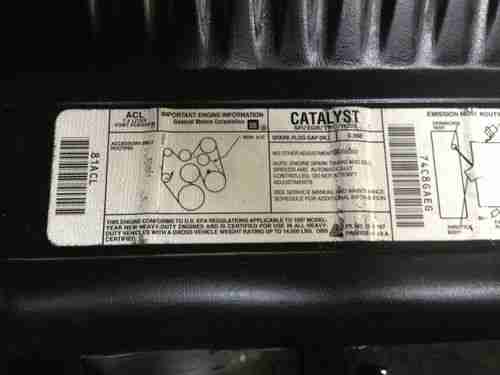 ACL
IMPORTANT ENGINE INFORMATION
General Motors Corporation
GM
ACCESSORY BELT
ROUTING
81ACL
CATALYST
SPARK PLUG GAP (IN.)
NO OTHER ADJUSTMENTS
AUTO. ENGINE SPARK TIMING AND IDLE
SPEEDS ARE AUTOMATICALLY
CONTROLLED. DO NOT ATTEMPT
ADJUSTMENTS.
SEE SERVICE MANUAL AND MAINTENANCE
SCHEDULE FOR ADDITIONAL INFORMATION
THIS ENGINE CONFORMS TO U.S. EPA REGULATIONS APPLICABLE TO 1997 MODEL-
YEAR NEW HEAVY-DUTY ENGINES AND IS CERTIFIED FOR USE IN ALL HEAVY
DUTY VEHICLES WITH A GROSS VEHICLE WEIGHT RATING UP TO 14,000 LBS.
74C8GAEG
EMISSION HOSE ROUTI